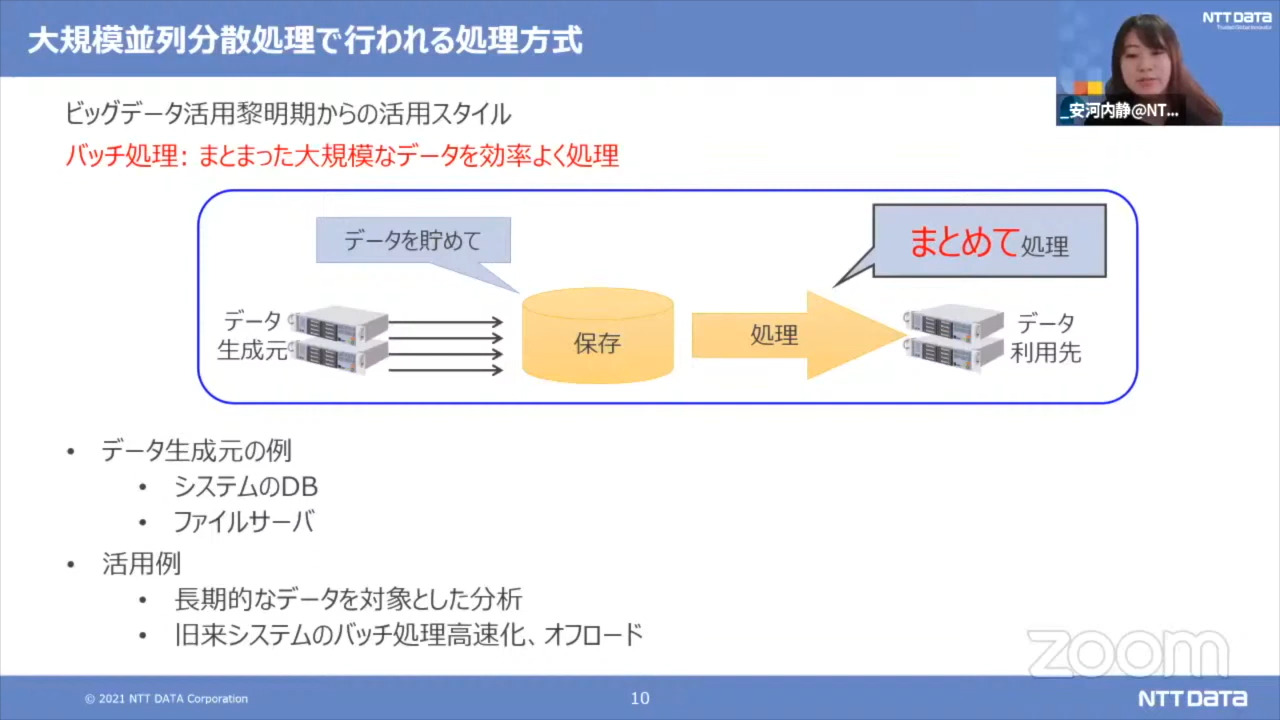 大規模並列分散処理で行われる処理方式
NTT DATA
Trusted Global Innovator
_安河内静@NT...
ビッグデータ活用黎明期からの活用スタイル
バッチ処理: まとまった大規模なデータを効率よく処理
データを貯めて
まとめて処理
データ
生成元
保存
処理
データ
利用先
• データ生成元の例
• システムのDB
• ファイルサーバ
• 活用例
• 長期的なデータを対象とした分析
• 旧来システムのバッチ処理高速化、オフロード
zoom
© 2021 NTT DATA Corporation
10
NTT DATA